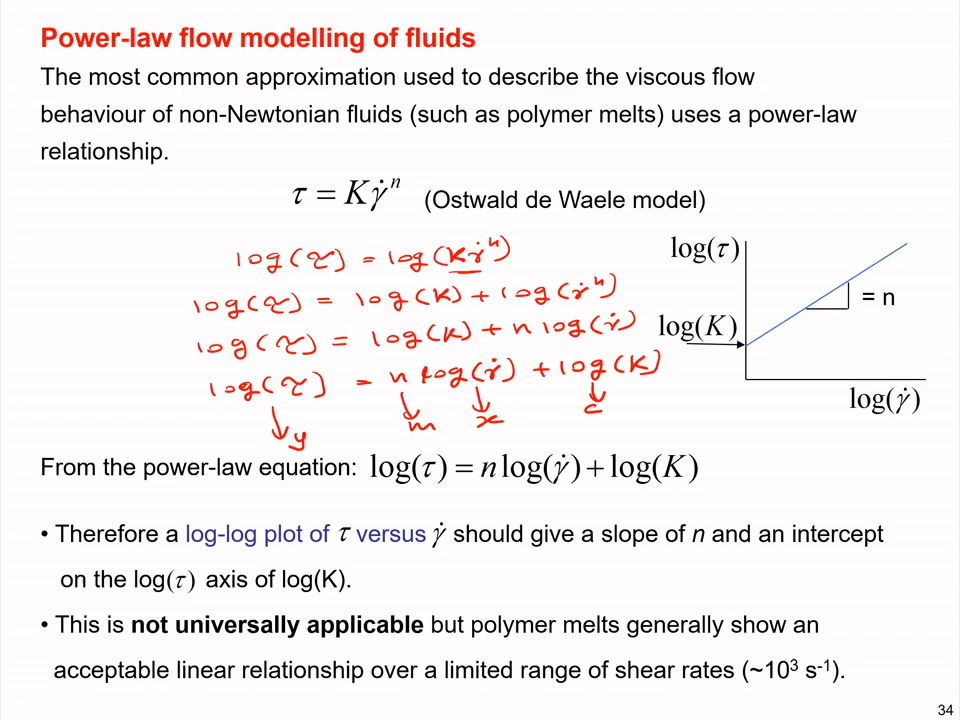 Power-law flow modelling of fluids
The most common approximation used to describe the viscous flow
behaviour of non-Newtonian fluids (such as polymer melts) uses a power-law
relationship.
τ = Kγ̇ⁿ (Ostwald de Waele model)
log(τ) = log(Kγ̇ⁿ)
log(τ) = log(K) + log(γ̇ⁿ)
log(τ) = log(K) + n log(γ̇)
log(τ) = n log(γ̇) + log(K)
y m x c
log(τ)
= n
log(K)
log(γ̇)
From the power-law equation: log(τ) = n log(γ̇) + log(K)
• Therefore a log-log plot of τ versus γ̇ should give a slope of n and an intercept
on the log(τ) axis of log(K).
• This is not universally applicable but polymer melts generally show an
acceptable linear relationship over a limited range of shear rates (~10³ s⁻¹).
34